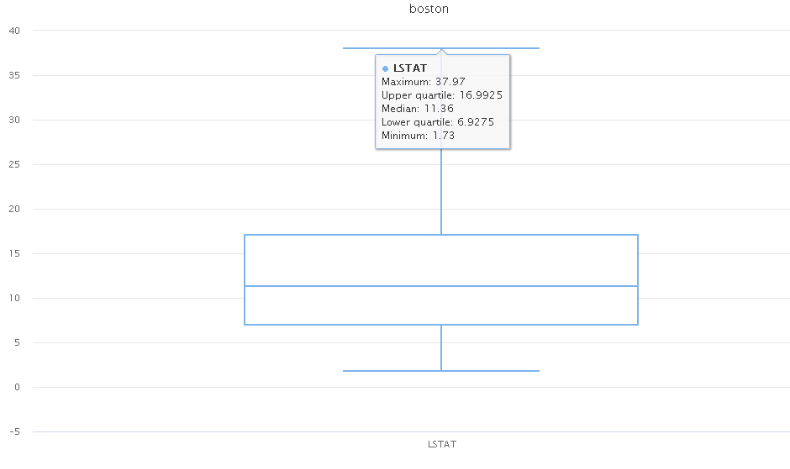 boston
40
35
30
25
20
15
10
5
0
-5
● LSTAT
Maximum: 37.97
Upper quartile: 16.9925
Median: 11.36
Lower quartile: 6.9275
Minimum: 1.73
LSTAT